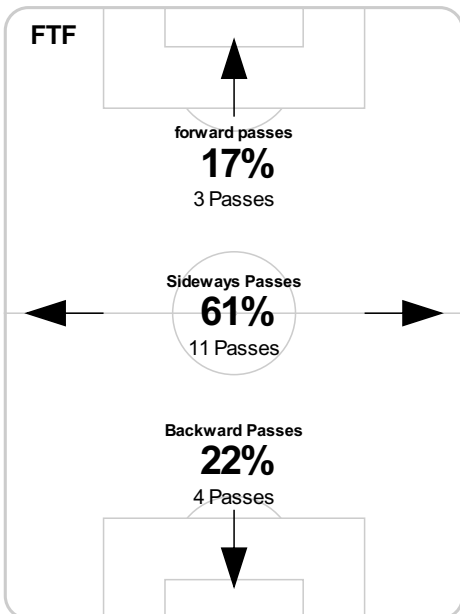 FTF
forward passes
17%
3 Passes
Sideways Passes
61%
11 Passes
Backward Passes
22%
4 Passes